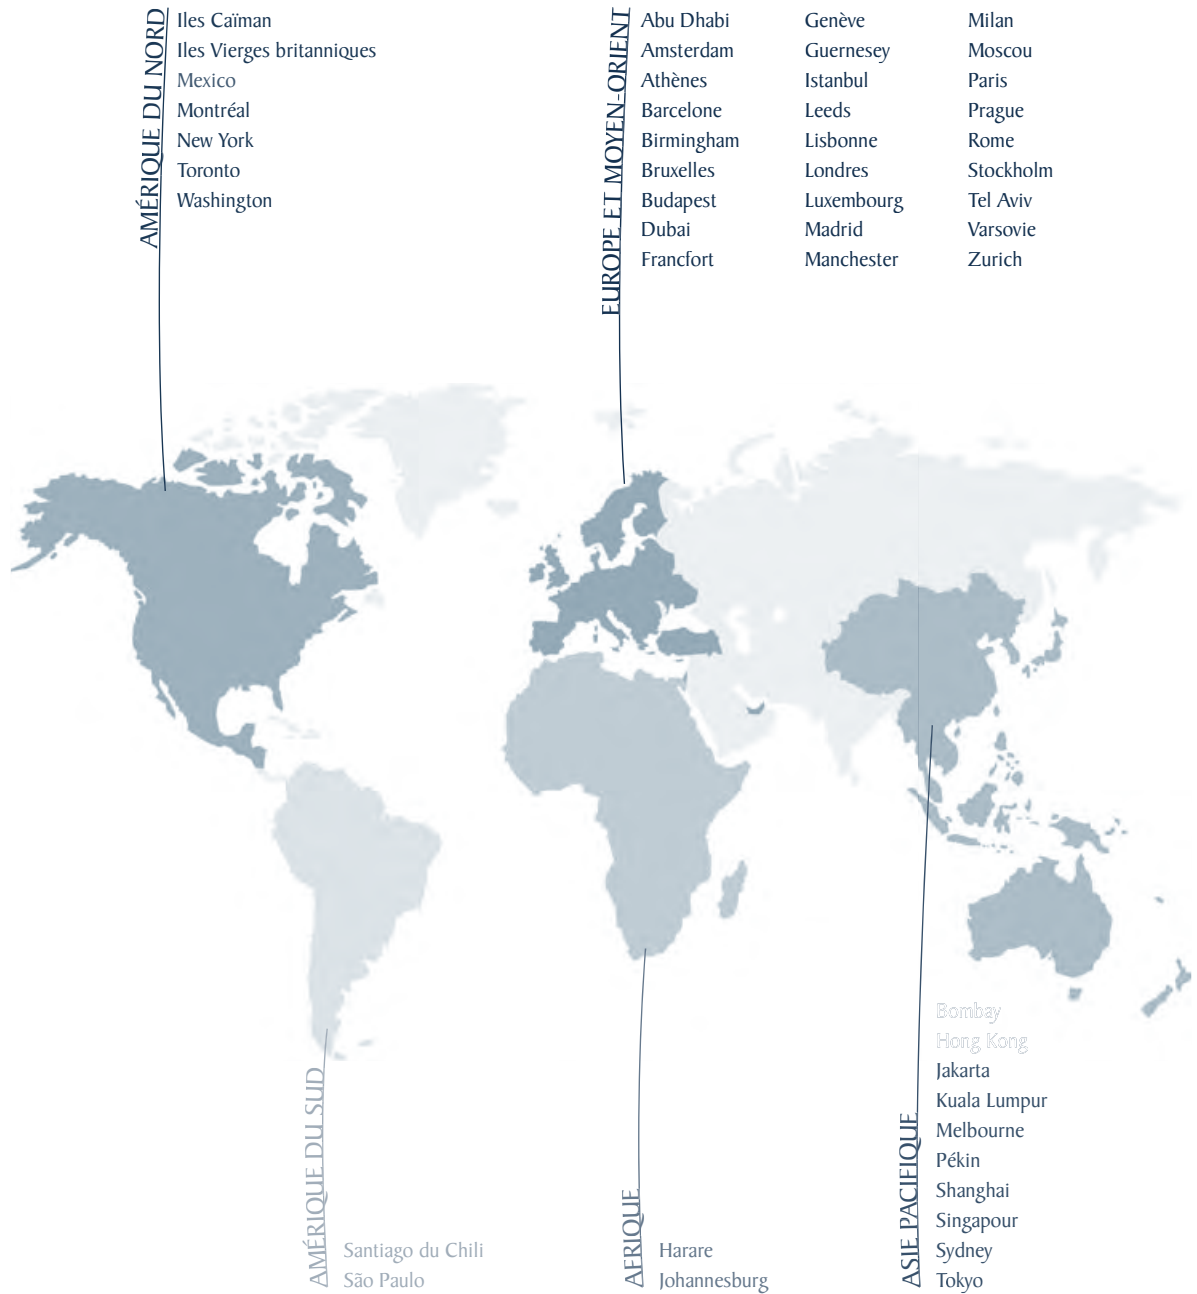 AMÉRIQUE DU NORD
Iles Caïman
Iles Vierges britanniques
Mexico
Montréal
New York
Toronto
Washington
EUROPE ET MOYEN-ORIENT
Abu Dhabi
Amsterdam
Athènes
Barcelone
Birmingham
Bruxelles
Budapest
Dubai
Francfort
Genève
Guernesey
Istanbul
Leeds
Lisbonne
Londres
Luxembourg
Madrid
Manchester
Milan
Moscou
Paris
Prague
Rome
Stockholm
Tel Aviv
Varsovie
Zurich
AMÉRIQUE DU SUD
Santiago du Chili
São Paulo
AFRIQUE
Harare
Johannesburg
ASIE PACIFIQUE
Bombay
Hong Kong
Jakarta
Kuala Lumpur
Melbourne
Pékin
Shanghai
Singapour
Sydney
Tokyo